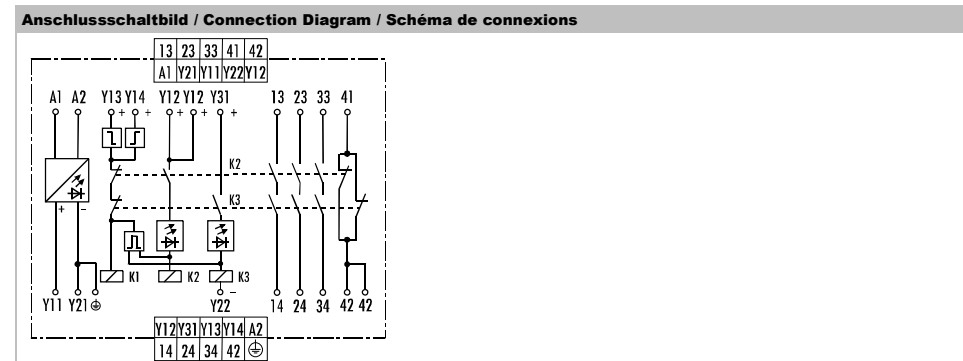 Anschlussschaltbild / Connection Diagram / Schéma de connexions
13 23 33 41 42
A1 Y21 Y11 Y22 Y12
A1 A2 Y13 Y14 Y12 Y12 Y31 13 23 33 41
+ + + + +
K2
K3
+ –
K1 K2 K3
–
Y11 Y21 Y22 14 24 34 42 42
Y12 Y31 Y13 Y14 A2
14 24 34 42